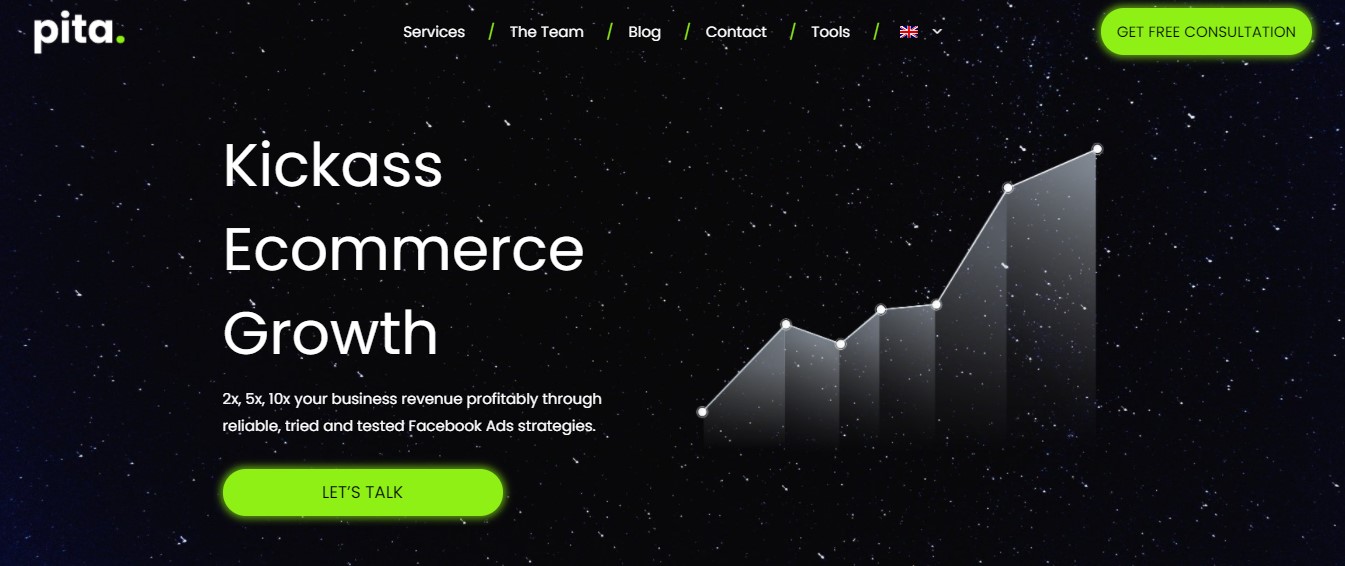 pita.
Services / The Team / Blog / Contact / Tools /
GET FREE CONSULTATION
Kickass
Ecommerce
Growth
2x, 5x, 10x your business revenue profitably through
reliable, tried and tested Facebook Ads strategies.
LET'S TALK